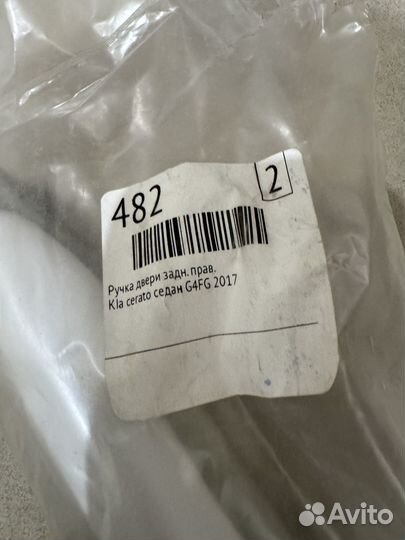 482
2
Ручка двери задн. прав.
KIa cerato седан G4FG 2017
Avito